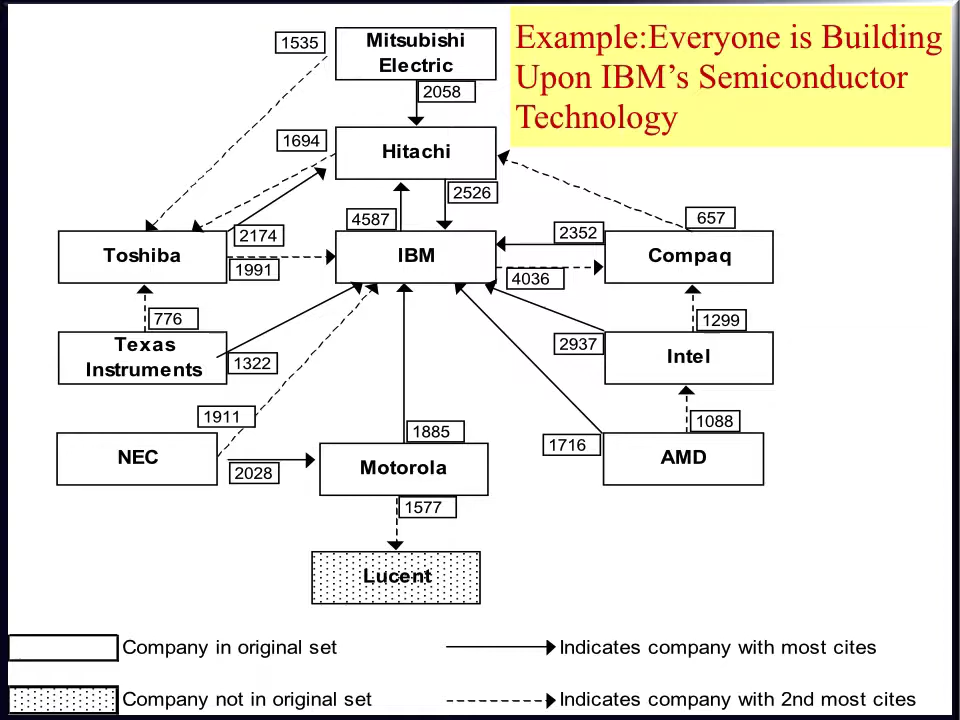 Example:Everyone is Building
Upon IBM's Semiconductor
Technology
1535
Mitsubishi
Electric
2058
1694
Hitachi
2526
4587
2174
2352
657
Toshiba
1991
IBM
4036
Compaq
776
1299
Texas
Instruments
1322
2937
Intel
1911
1885
1716
1088
NEC
2028
Motorola
AMD
1577
Lucent
Company in original set
Indicates company with most cites
Company not in original set
Indicates company with 2nd most cites